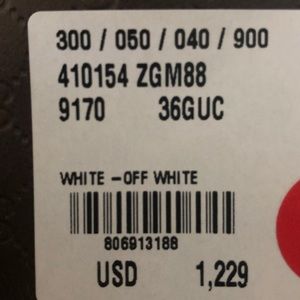 300 / 050 / 040 / 900
410154 ZGM88
9170 36GUC
WHITE -OFF WHITE
806913188
USD 1,229